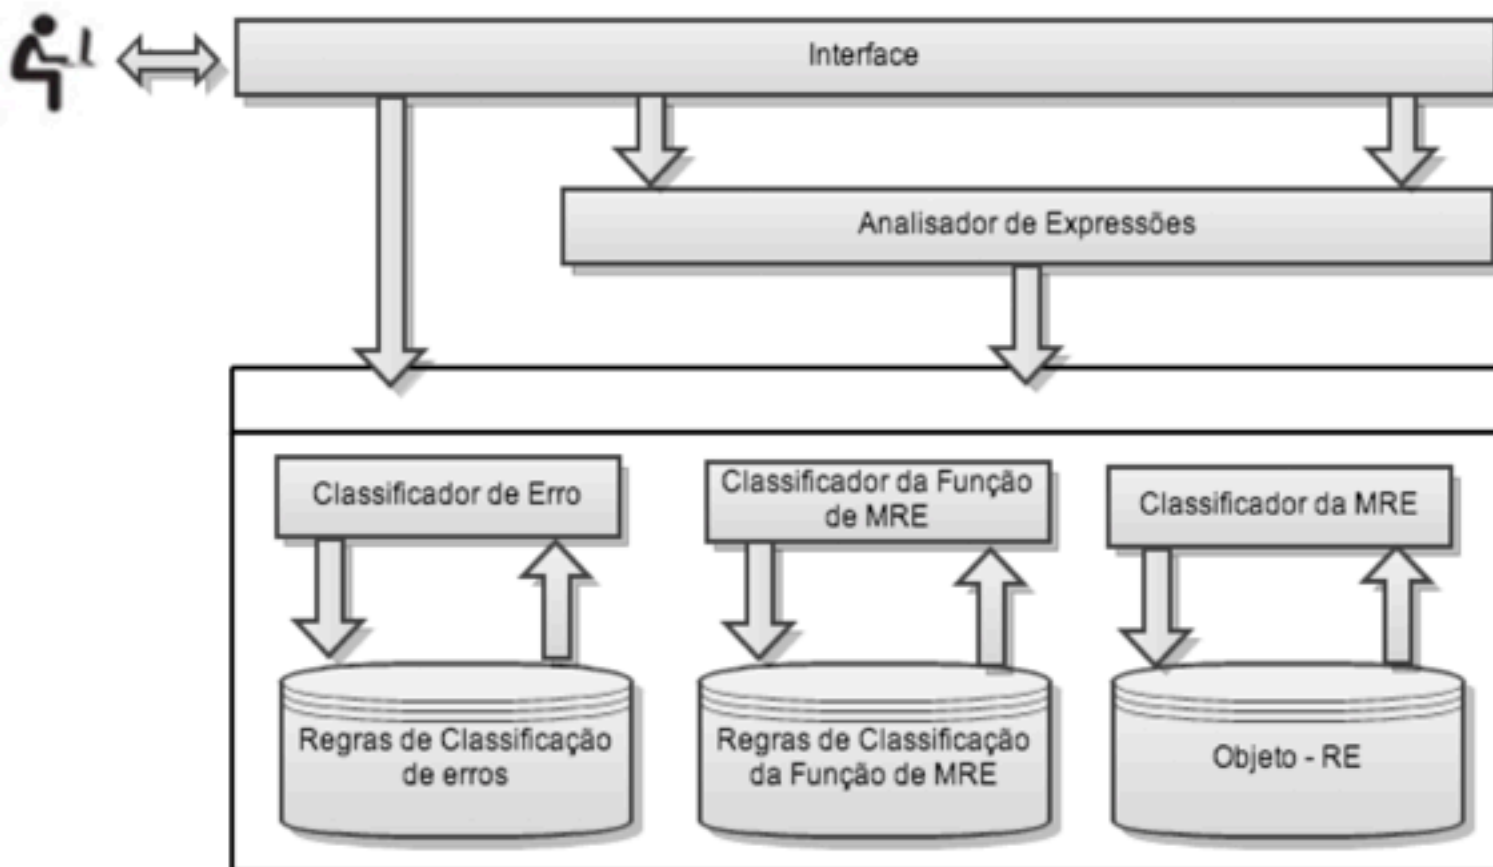 Interface
Analisador de Expressões
Classificador de Erro
Classificador da Função
de MRE
Classificador da MRE
Regras de Classificação
de erros
Regras de Classificação
da Função de MRE
Objeto - RE